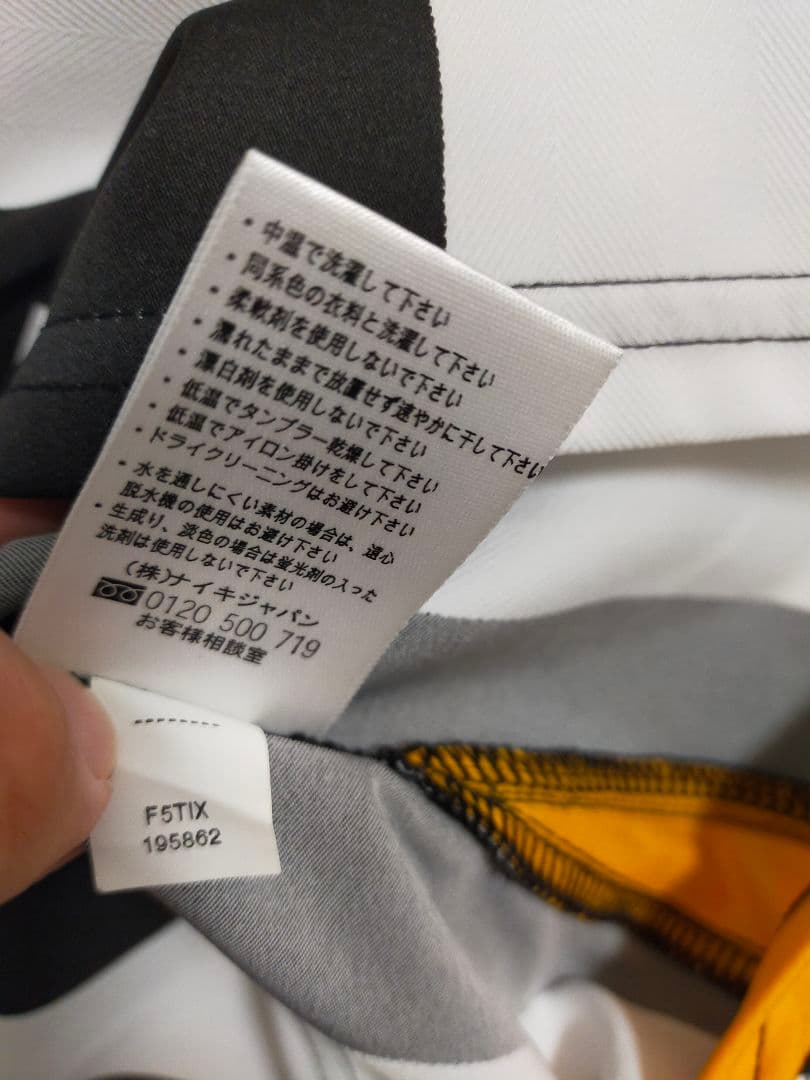 ・中温で洗濯して下さい
・同系色の衣料と洗濯して下さい
・柔軟剤を使用しないで下さい
・濡れたままで放置せず速やかに干して下さい
・漂白剤を使用しないで下さい
・低温でタンブラー乾燥して下さい
・低温でアイロン掛けをして下さい
・ドライクリーニングはお避け下さい
・水を通しにくい素材の場合は、遠心
脱水機の使用はお避け下さい
・生成り、淡色の場合は蛍光剤の入った
洗剤は使用しないで下さい
(株)ナイキジャパン
0120 500 719
お客様相談室
F5TIX
195862